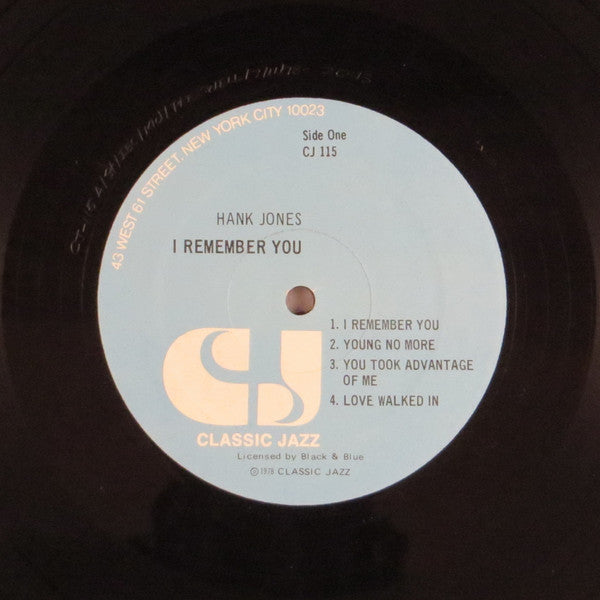 43 WEST 61 STREET, NEW YORK CITY 10023
Side One
CJ 115
HANK JONES
I REMEMBER YOU
1. I REMEMBER YOU
2. YOUNG NO MORE
3. YOU TOOK ADVANTAGE
OF ME
4. LOVE WALKED IN
CJ
CLASSIC JAZZ
Licensed by Black & Blue
© 1978 CLASSIC JAZZ